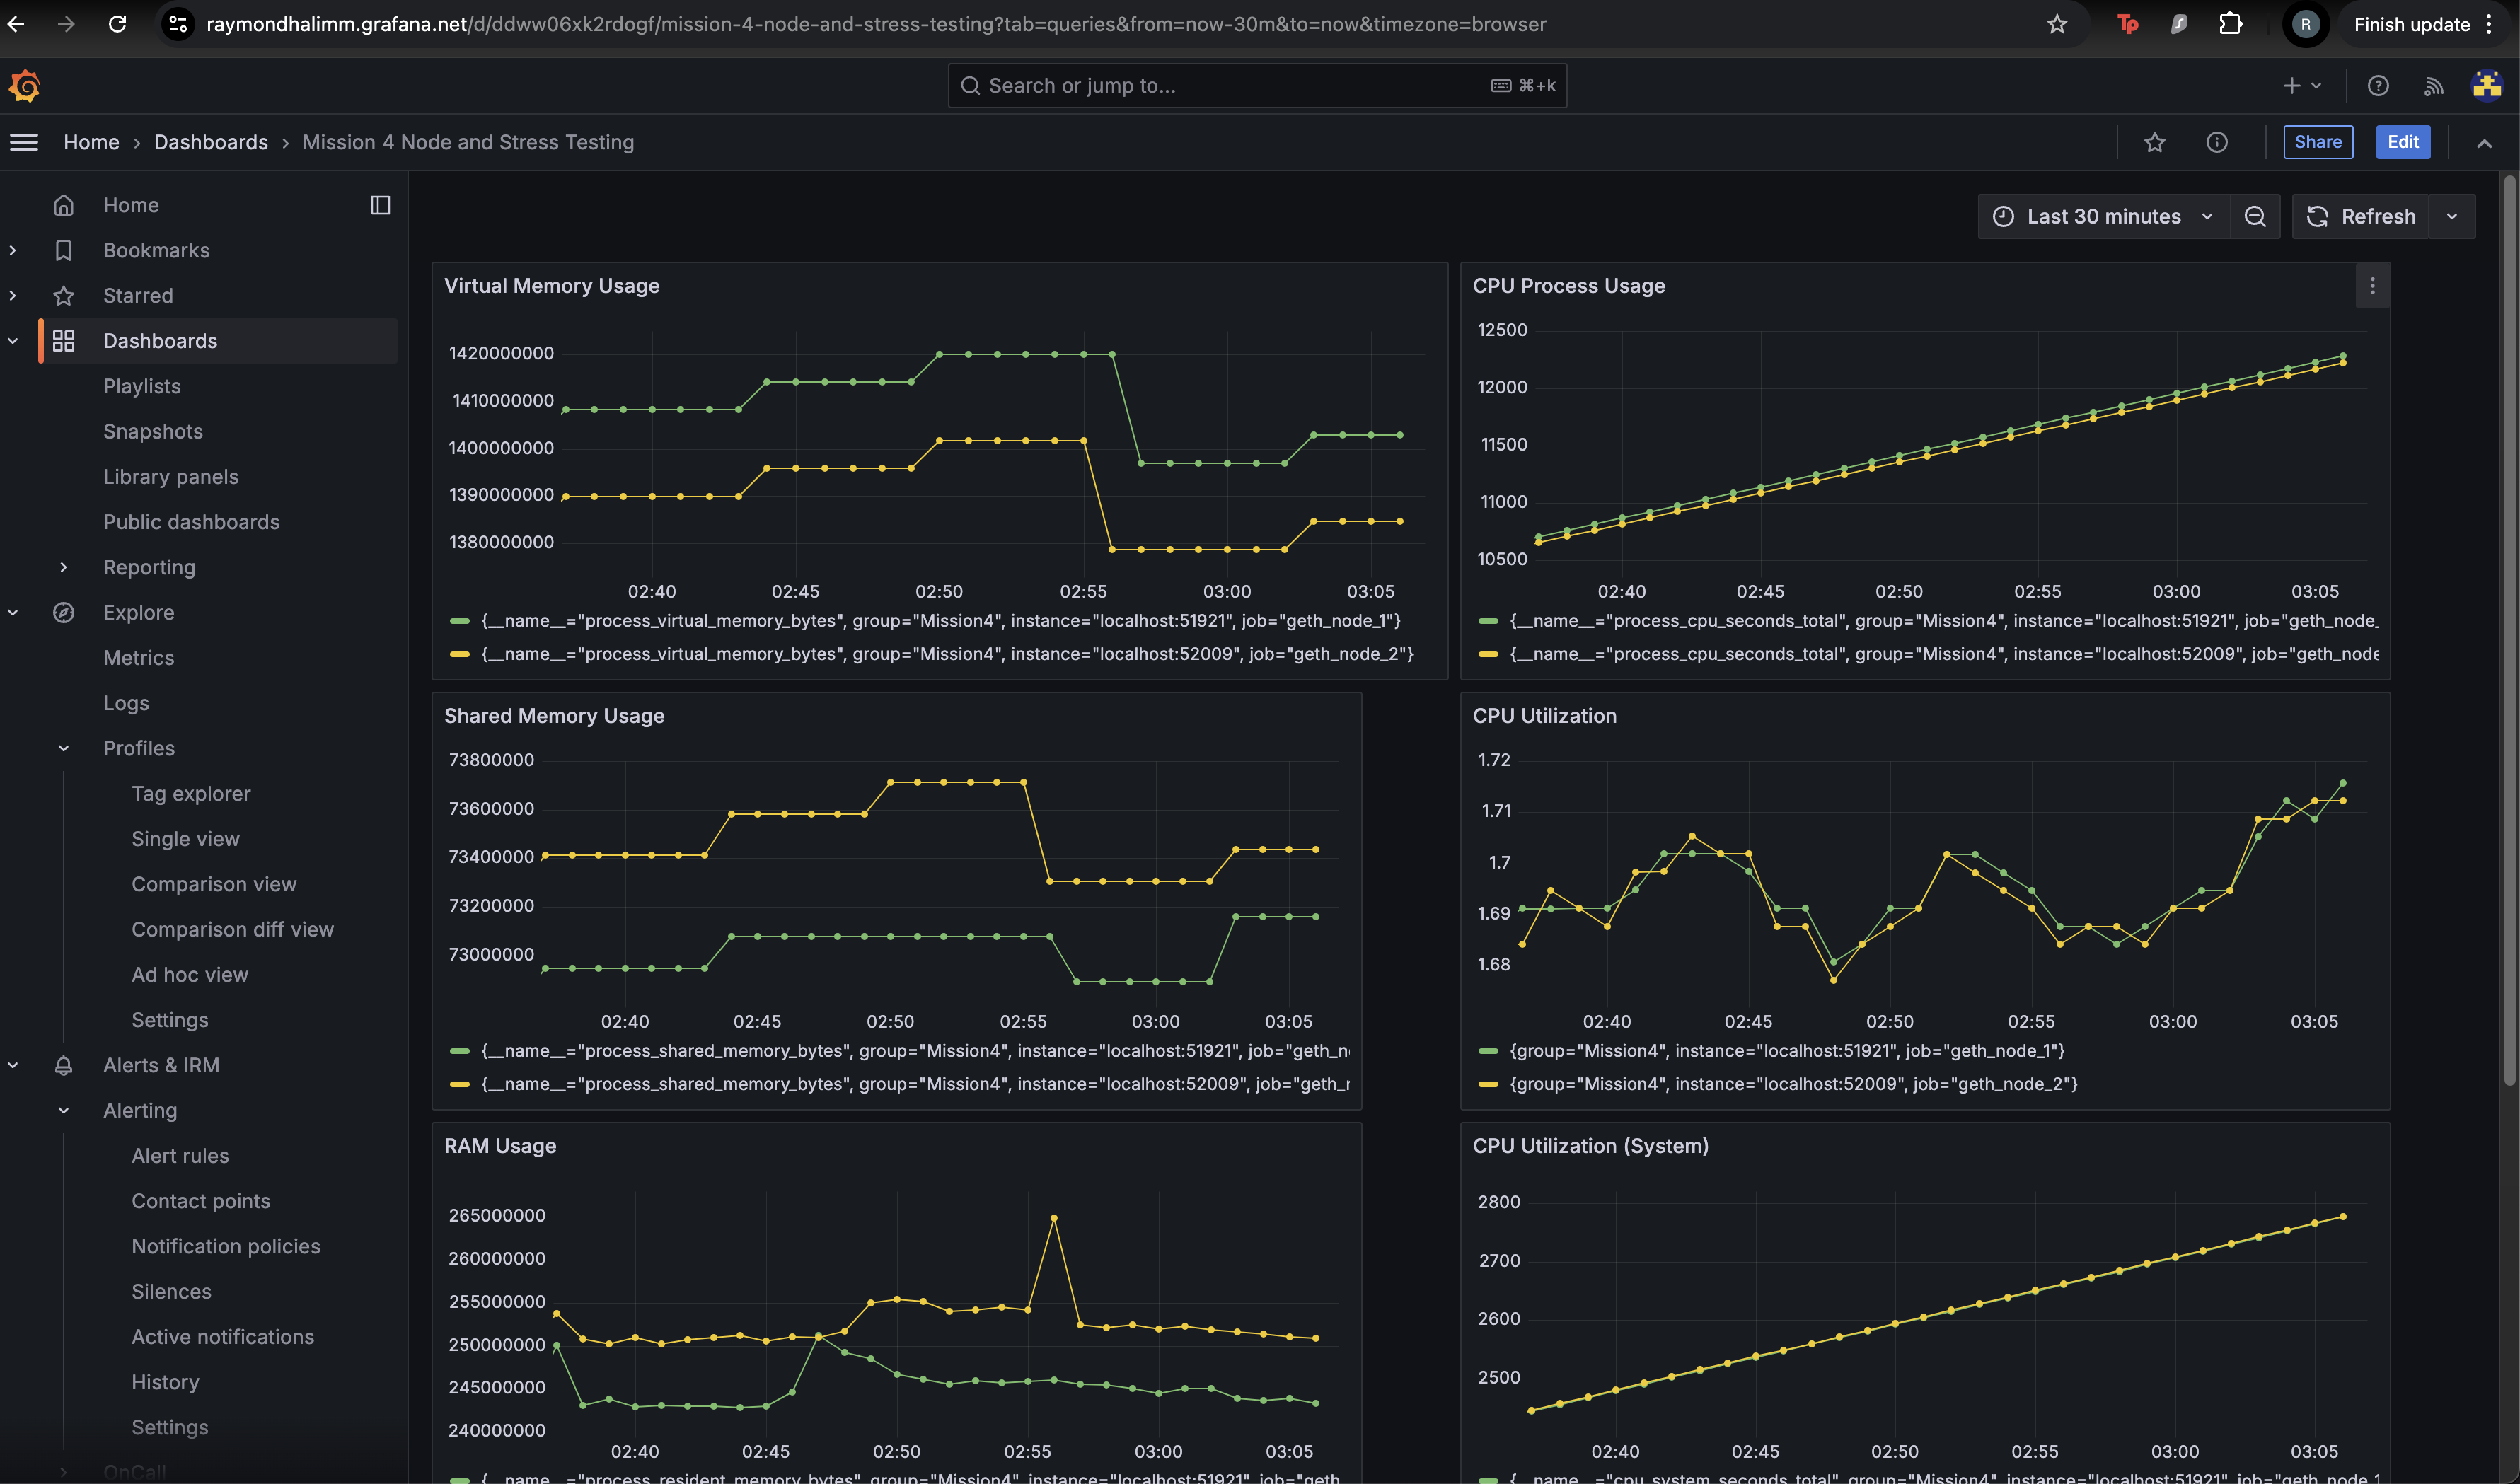 raymondhalimm.grafana.net/d/ddww06xk2rdogf/mission-4-node-and-stress-testing?tab=queries&from=now-30m&to=now&timezone=browser
Tp
R
Finish update
Search or jump to...
⌘+k
Home › Dashboards › Mission 4 Node and Stress Testing
Share
Edit
Home
Bookmarks
Starred
Dashboards
Playlists
Snapshots
Library panels
Public dashboards
Reporting
Explore
Metrics
Logs
Profiles
Tag explorer
Single view
Comparison view
Comparison diff view
Ad hoc view
Settings
Alerts & IRM
Alerting
Alert rules
Contact points
Notification policies
Silences
Active notifications
History
Settings
OnCall
Last 30 minutes
Refresh
Virtual Memory Usage
1420000000
1410000000
1400000000
1390000000
1380000000
02:40 02:45 02:50 02:55 03:00 03:05
{__name__="process_virtual_memory_bytes", group="Mission4", instance="localhost:51921", job="geth_node_1"}
{__name__="process_virtual_memory_bytes", group="Mission4", instance="localhost:52009", job="geth_node_2"}
CPU Process Usage
12500
12000
11500
11000
10500
02:40 02:45 02:50 02:55 03:00 03:05
{__name__="process_cpu_seconds_total", group="Mission4", instance="localhost:51921", job="geth_node_
{__name__="process_cpu_seconds_total", group="Mission4", instance="localhost:52009", job="geth_node
Shared Memory Usage
73800000
73600000
73400000
73200000
73000000
02:40 02:45 02:50 02:55 03:00 03:05
{__name__="process_shared_memory_bytes", group="Mission4", instance="localhost:51921", job="geth_n
{__name__="process_shared_memory_bytes", group="Mission4", instance="localhost:52009", job="geth_
CPU Utilization
1.72
1.71
1.7
1.69
1.68
02:40 02:45 02:50 02:55 03:00 03:05
{group="Mission4", instance="localhost:51921", job="geth_node_1"}
{group="Mission4", instance="localhost:52009", job="geth_node_2"}
RAM Usage
265000000
260000000
255000000
250000000
245000000
240000000
02:40 02:45 02:50 02:55 03:00 03:05
{__name__="process_resident_memory_bytes", group="Mission4", instance="localhost:51921", job="geth
CPU Utilization (System)
2800
2700
2600
2500
02:40 02:45 02:50 02:55 03:00 03:05
{__name__="cpu_system_seconds_total", group="Mission4", instance="localhost:51921", job="geth_node_1